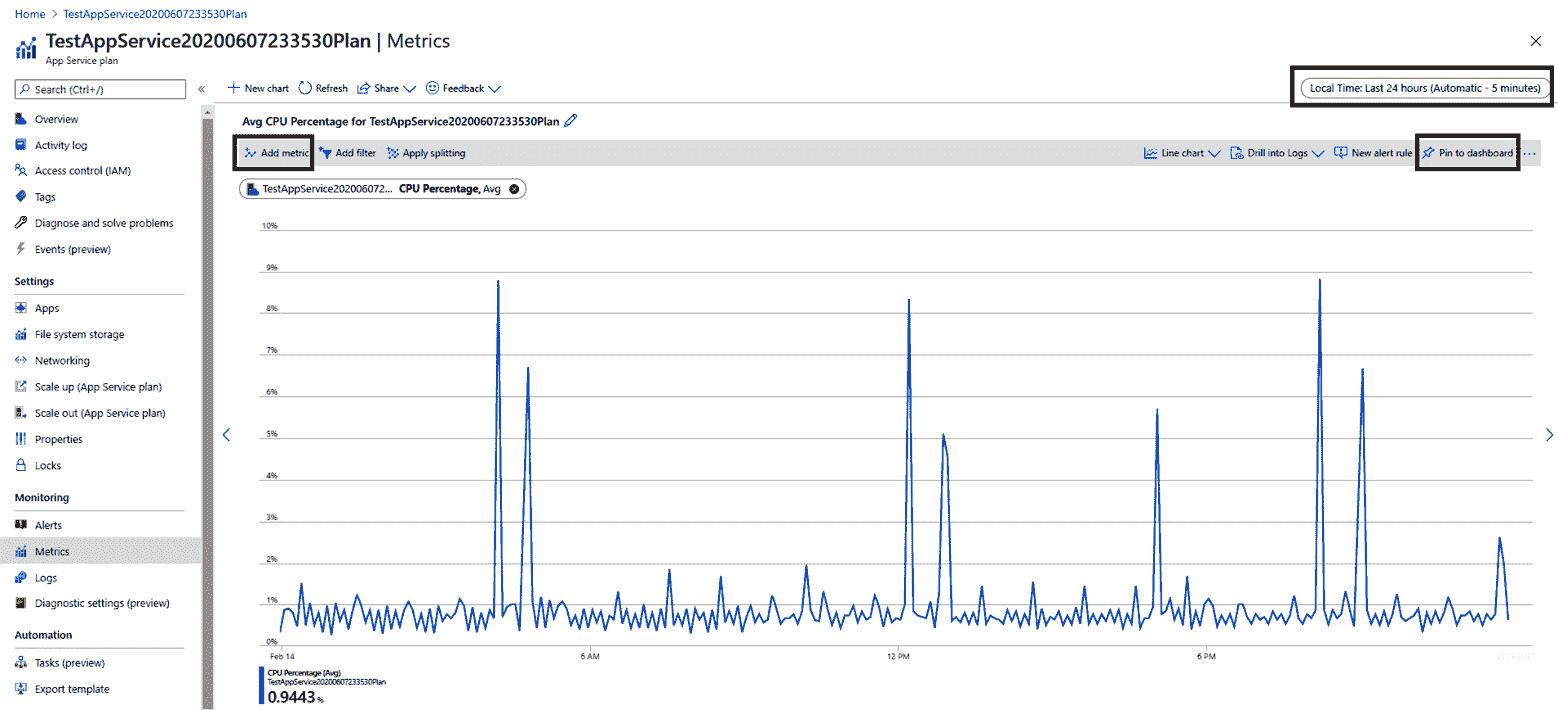 Home > TestAppService20200607233530Plan
TestAppService20200607233530Plan | Metrics
App Service plan
Search (Ctrl+/)
«
New chart Refresh Share Feedback
Local Time: Last 24 hours (Automatic - 5 minutes)
Overview
Activity log
Access control (IAM)
Tags
Diagnose and solve problems
Events (preview)
Settings
Apps
File system storage
Networking
Scale up (App Service plan)
Scale out (App Service plan)
Properties
Locks
Monitoring
Alerts
Metrics
Logs
Diagnostic settings (preview)
Automation
Tasks (preview)
Export template
Avg CPU Percentage for TestAppService20200607233530Plan
Add metric Add filter Apply splitting Line chart Drill into Logs New alert rule Pin to dashboard ...
TestAppService202006072... CPU Percentage, Avg
10%
9%
8%
7%
6%
5%
4%
3%
2%
1%
0%
Feb 14 6 AM 12 PM 6 PM
CPU Percentage (Avg)
TestAppService20200607233530Plan
0.9443 %